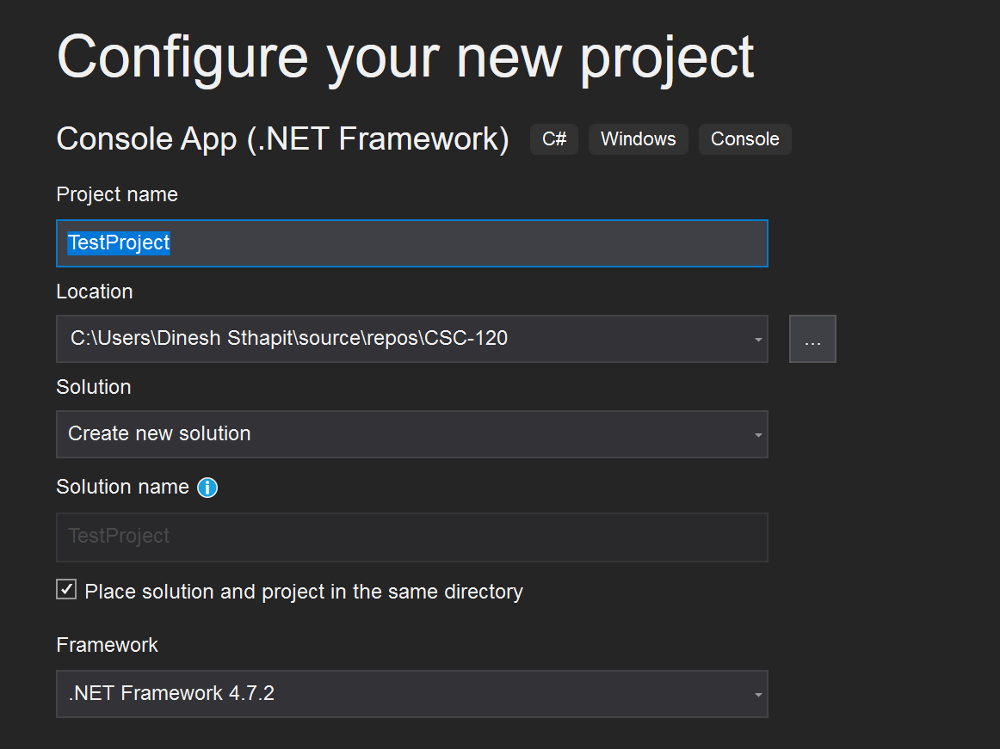 Configure your new project
Console App (.NET Framework) C# Windows Console
Project name
TestProject
Location
C:\Users\Dinesh Sthapit\source\repos\CSC-120
...
Solution
Create new solution
Solution name i
TestProject
Place solution and project in the same directory
Framework
.NET Framework 4.7.2